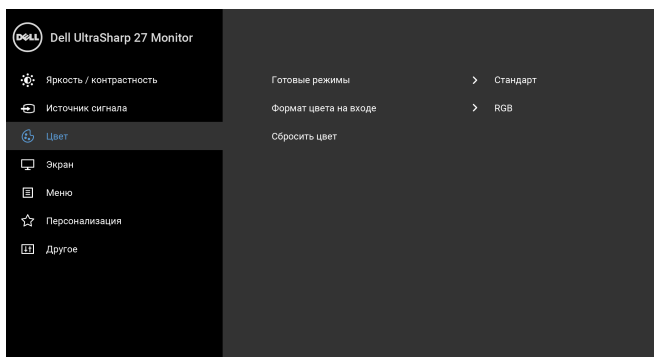 DELL Dell UltraSharp 27 Monitor
Яркость / контрастность
Источник сигнала
Цвет
Экран
Меню
Персонализация
Другое
Готовые режимы Стандарт
Формат цвета на входе RGB
Сбросить цвет